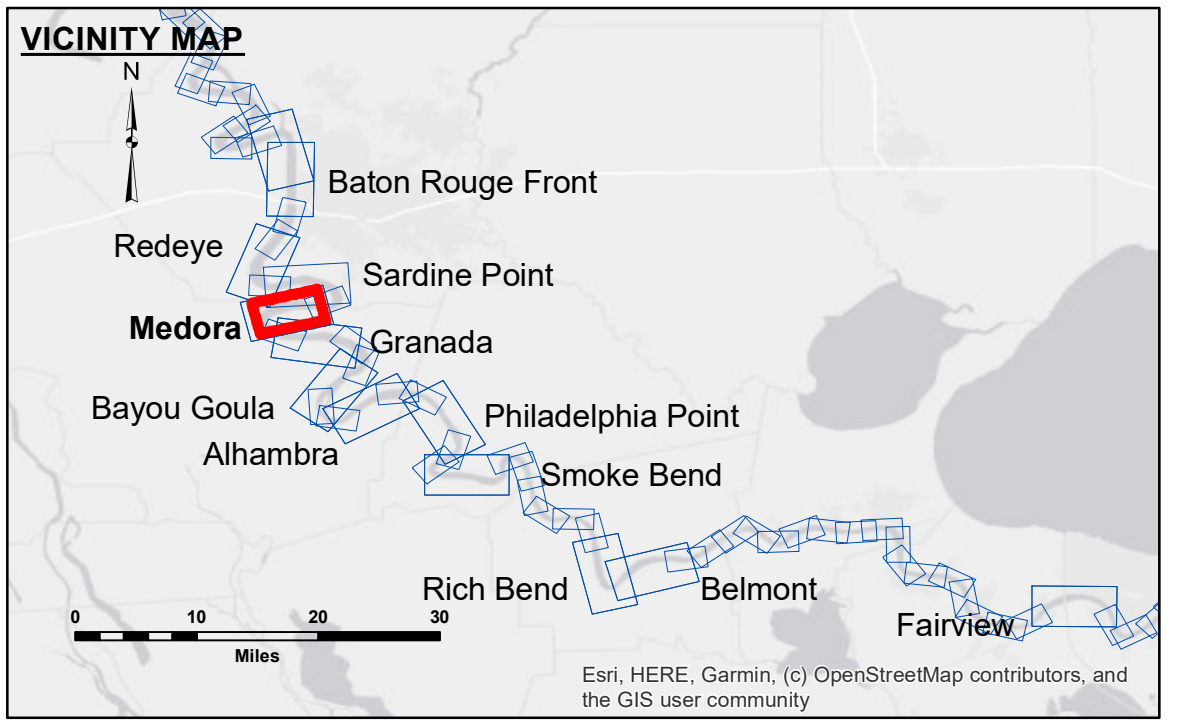 VICINITY MAP
N
Baton Rouge Front
Redeye
Sardine Point
Medora
Granada
Bayou Goula
Philadelphia Point
Alhambra
Smoke Bend
Rich Bend
Belmont
0 10 20 30
Fairview
Miles
Esri, HERE, Garmin, (c) OpenStreetMap contributors, and
the GIS user community